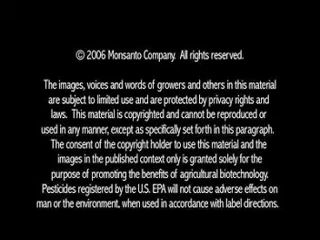 © 2006 Monsanto Company. All rights reserved.
The images, voices and words of growers and others in this material
are subject to limited use and are protected by privacy rights and
laws. This material is copyrighted and cannot be reproduced or
used in any manner, except as specifically set forth in this paragraph.
The consent of the copyright holder to use this material and the
images in the published context only is granted solely for the
purpose of promoting the benefits of agricultural biotechnology.
Pesticides registered by the U.S. EPA will not cause adverse effects on
man or the environment, when used in accordance with label directions.